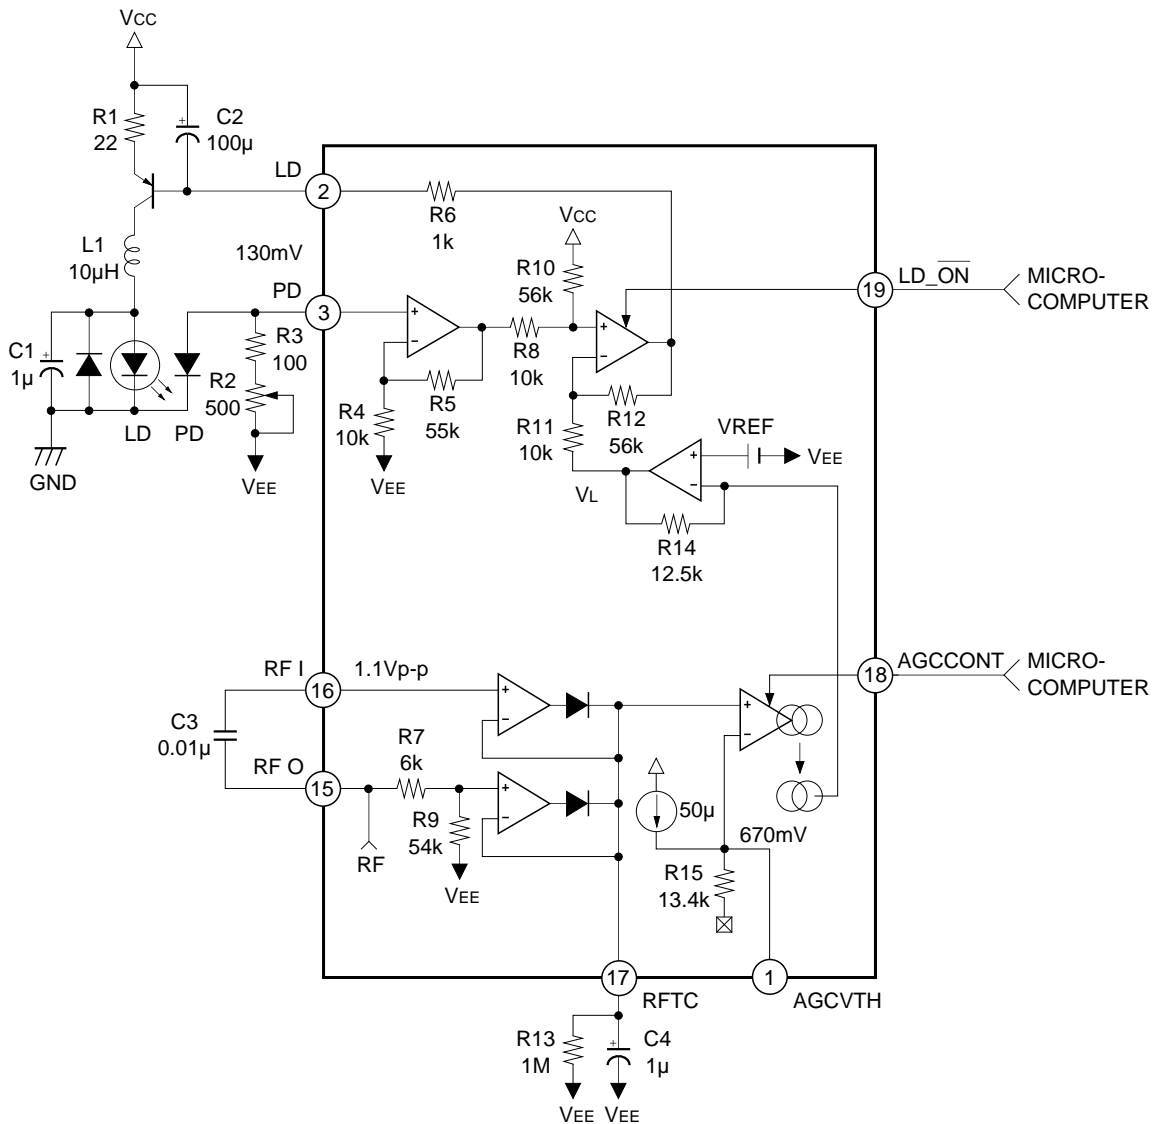 VCC
R1
22
C2
100µ
LD
2
R6
1k
VCC
L1
10µH
130mV
R10
56k
PD
3
19
LD_ON
MICRO-
COMPUTER
R3
100
R8
10k
C1
1µ
R2
500
R5
55k
R4
10k
R12
56k
R11
10k
VREF
VEE
LD
PD
GND
VEE
VEE
VL
R14
12.5k
RF I
16
1.1Vp-p
18
AGCCONT
MICRO-
COMPUTER
C3
0.01µ
R7
6k
RF O
15
R9
54k
RF
VEE
50µ
670mV
R15
13.4k
17
RFTC
1
AGCVTH
R13
1M
C4
1µ
VEE
VEE